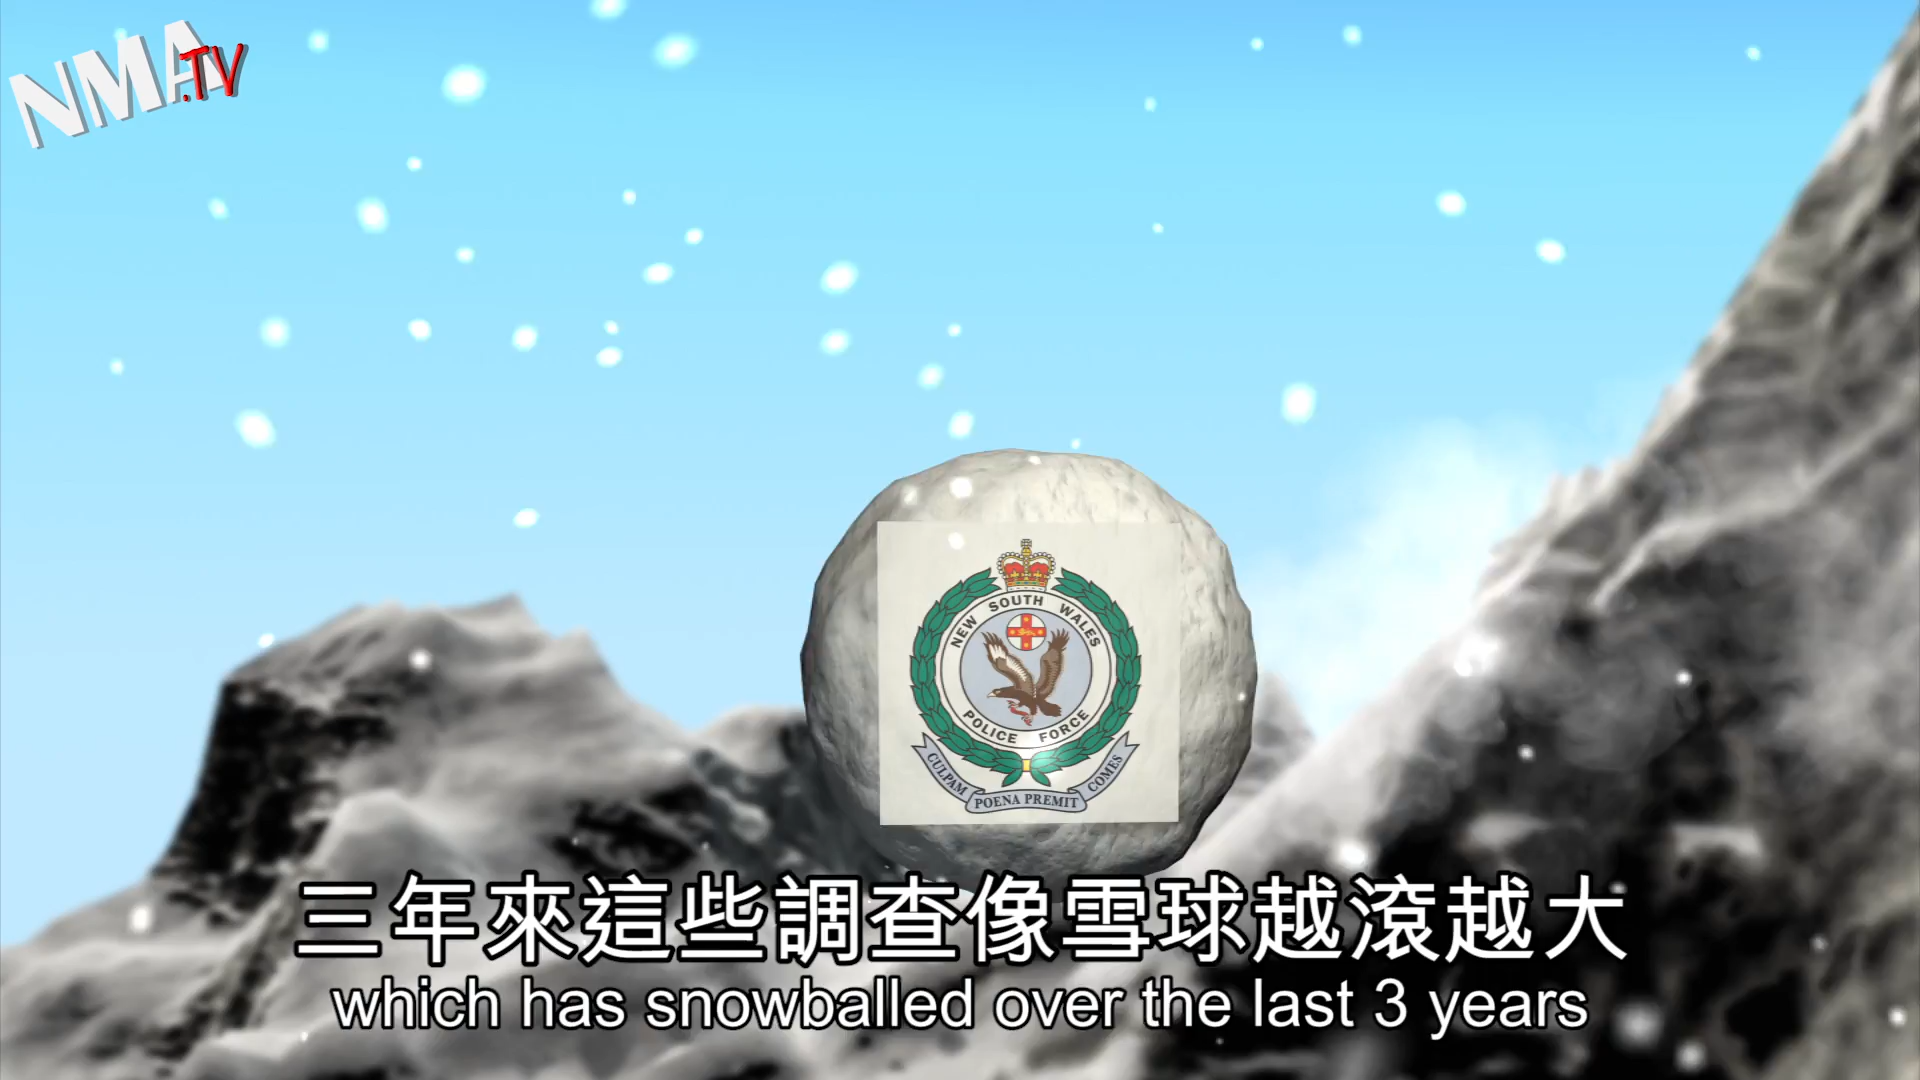 NMA.TV
NEW SOUTH WALES
POLICE FORCE
CULPAM POENA PREMIT COMES
三年來這些調查像雪球越滾越大
which has snowballed over the last 3 years